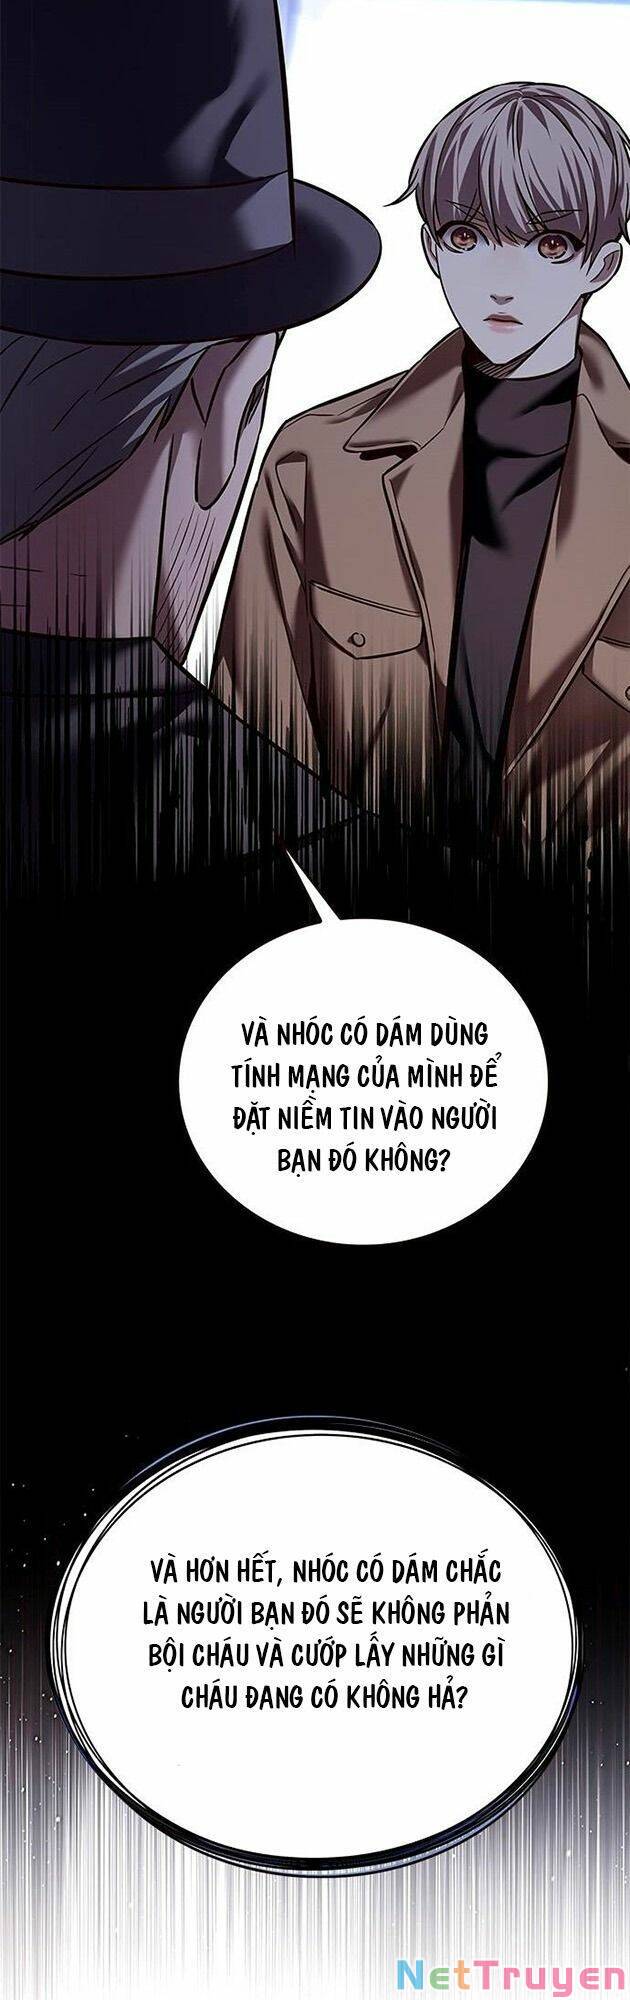 VÀ NHÓC CÓ DÁM DÙNG
TÍNH MẠNG CỦA MÌNH ĐỂ
ĐẶT NIỀM TIN VÀO NGƯỜI
BẠN ĐÓ KHÔNG?
VÀ HƠN HẾT, NHÓC CÓ DÁM CHẮC
LÀ NGƯỜI BẠN ĐÓ SẼ KHÔNG PHẢN
BỘI CHÁU VÀ CƯỚP LẤY NHỮNG GÌ
CHÁU ĐANG CÓ KHÔNG HẢ?
NetTruyen